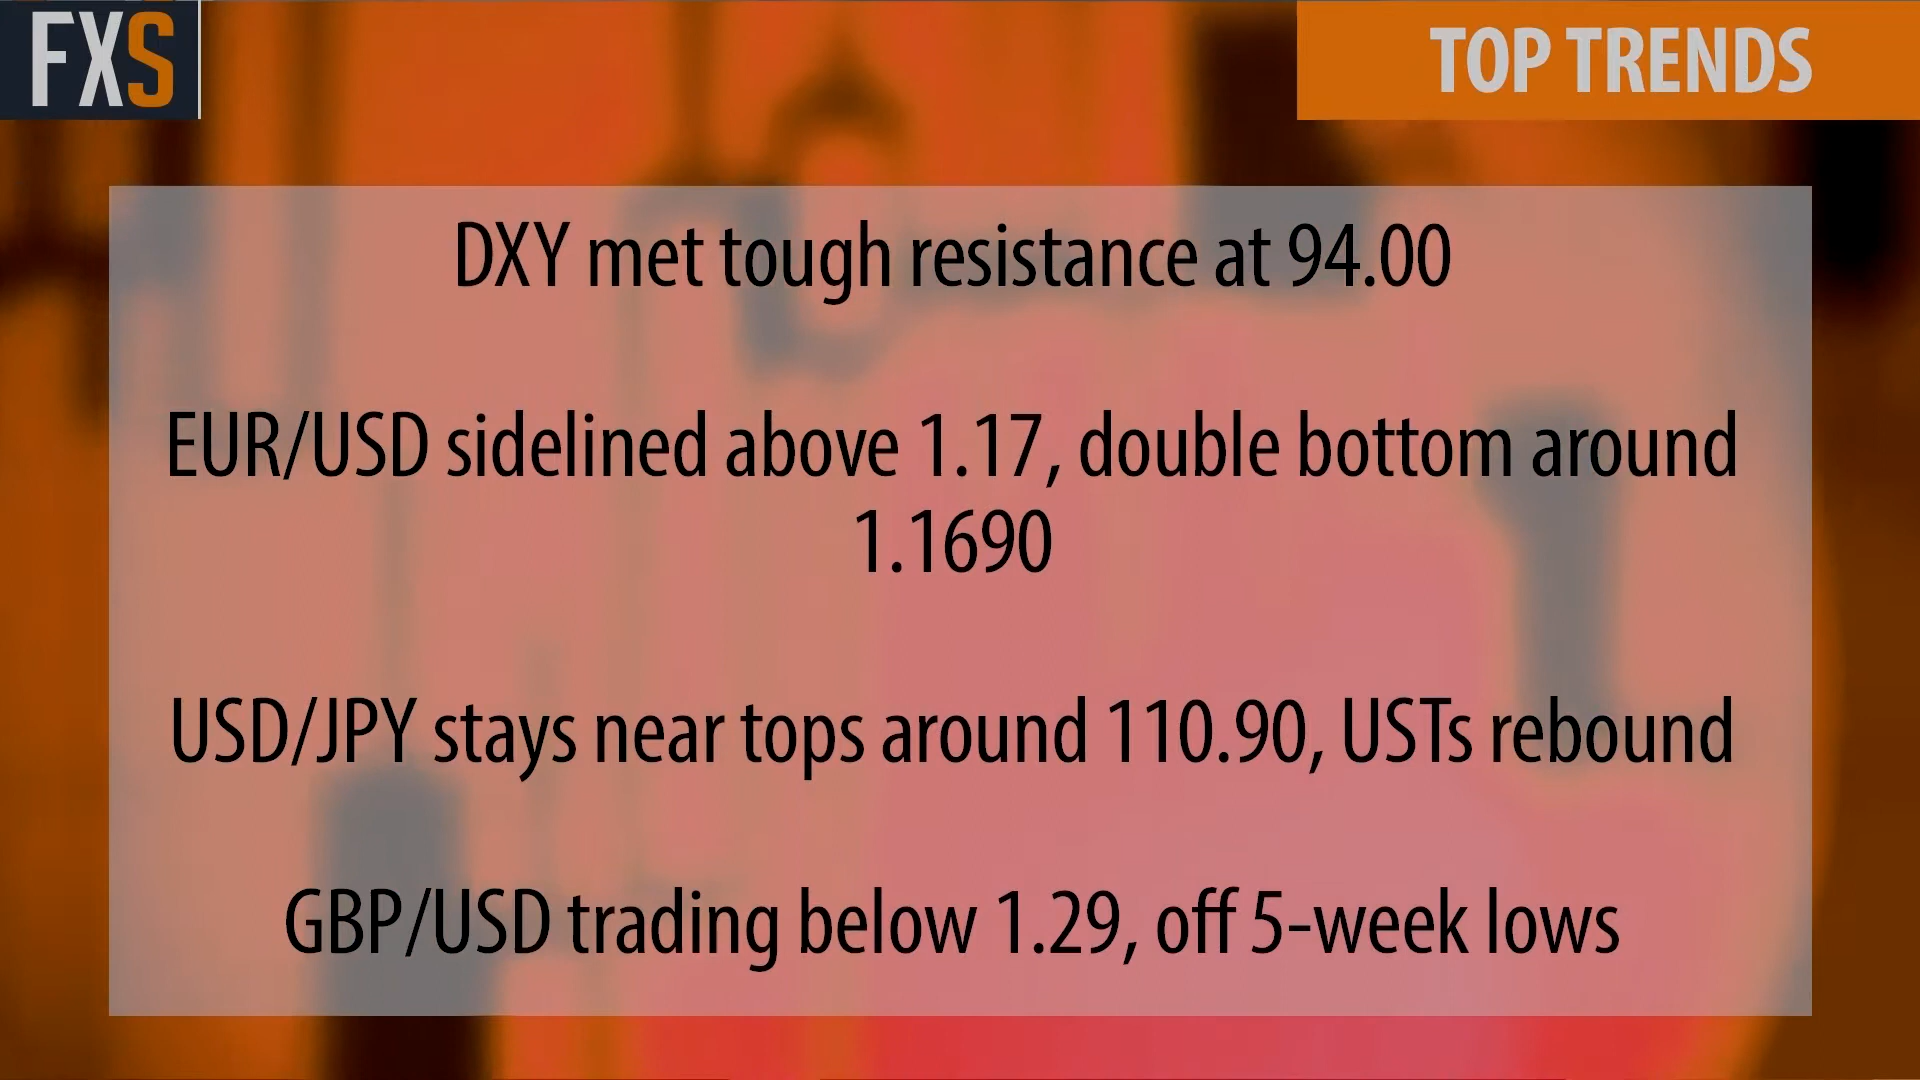 FXS
TOP TRENDS
DXY met tough resistance at 94.00
EUR/USD sidelined above 1.17, double bottom around
1.1690
USD/JPY stays near tops around 110.90, USTs rebound
GBP/USD trading below 1.29, off 5-week lows